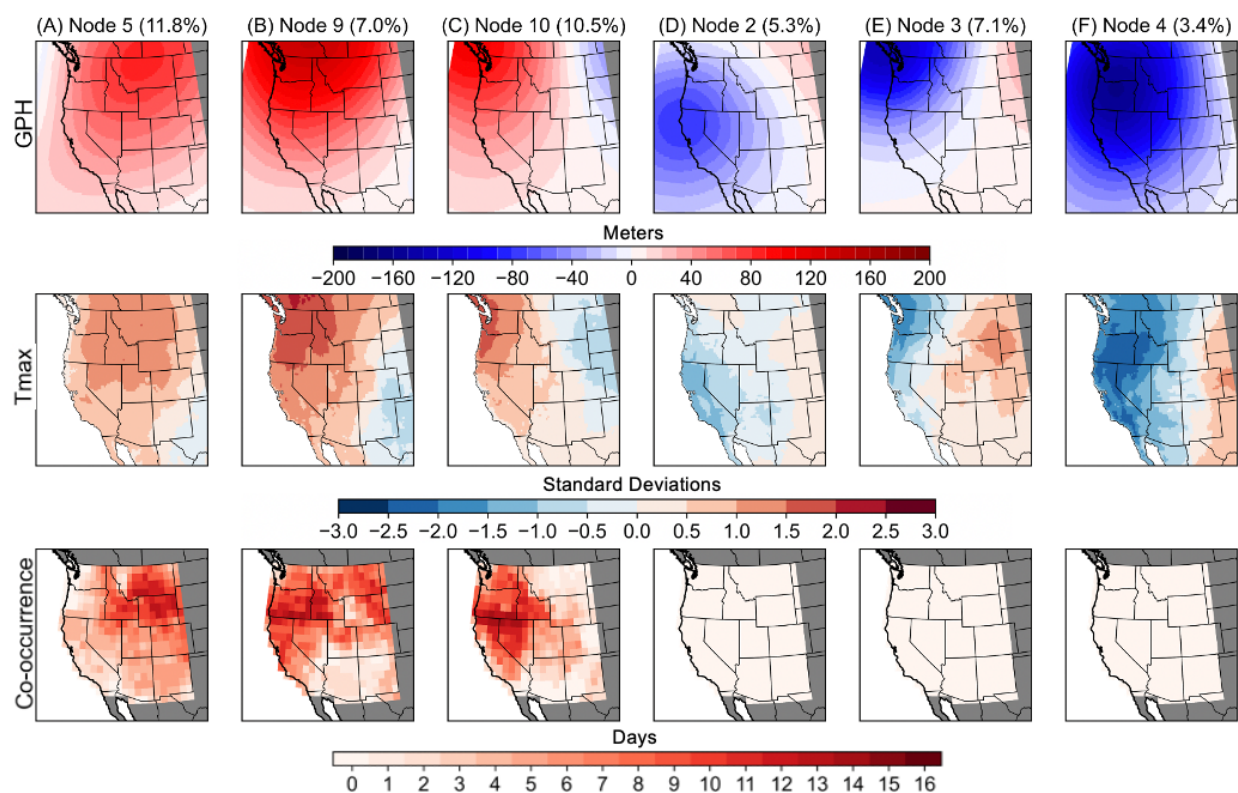 (A) Node 5 (11.8%) (B) Node 9 (7.0%) (C) Node 10 (10.5%) (D) Node 2 (5.3%) (E) Node 3 (7.1%) (F) Node 4 (3.4%)
GPH
Meters
−200 −160 −120 −80 −40 0 40 80 120 160 200
Tmax
Standard Deviations
−3.0 −2.5 −2.0 −1.5 −1.0 −0.5 0.0 0.5 1.0 1.5 2.0 2.5 3.0
Co-occurrence
Days
0 1 2 3 4 5 6 7 8 9 10 11 12 13 14 15 16